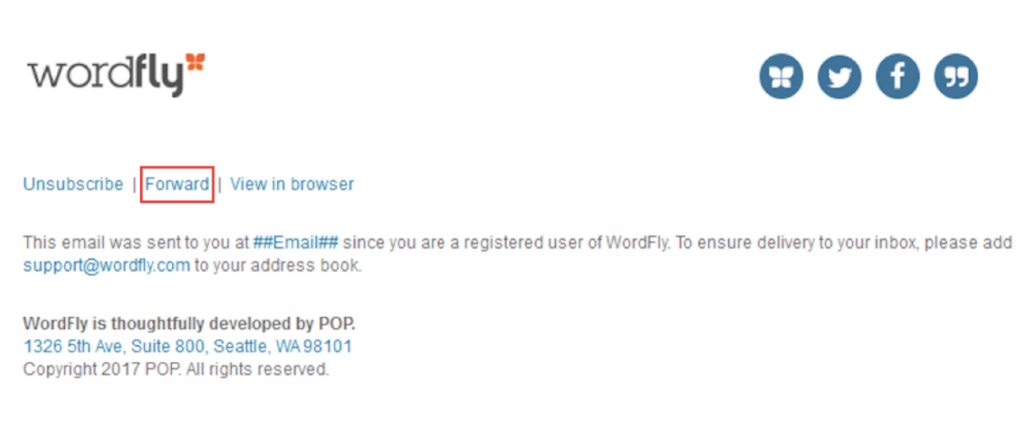 wordfly
Unsubscribe | Forward | View in browser
This email was sent to you at ##Email## since you are a registered user of WordFly. To ensure delivery to your inbox, please add
support@wordfly.com to your address book.
WordFly is thoughtfully developed by POP.
1326 5th Ave, Suite 800, Seattle, WA 98101
Copyright 2017 POP. All rights reserved.